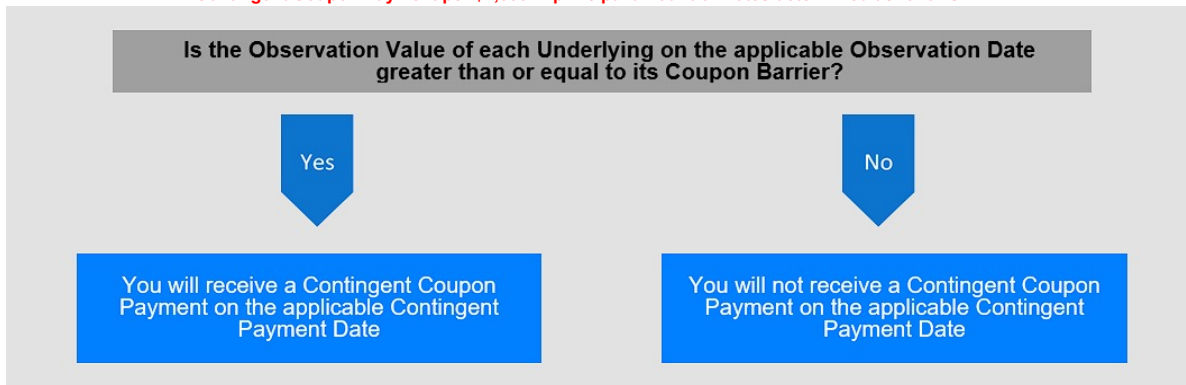 Is the Observation Value of each Underlying on the applicable Observation Date
greater than or equal to its Coupon Barrier?
Yes
No
You will receive a Contingent Coupon
Payment on the applicable Contingent
Payment Date
You will not receive a Contingent Coupon
Payment on the applicable Contingent
Payment Date